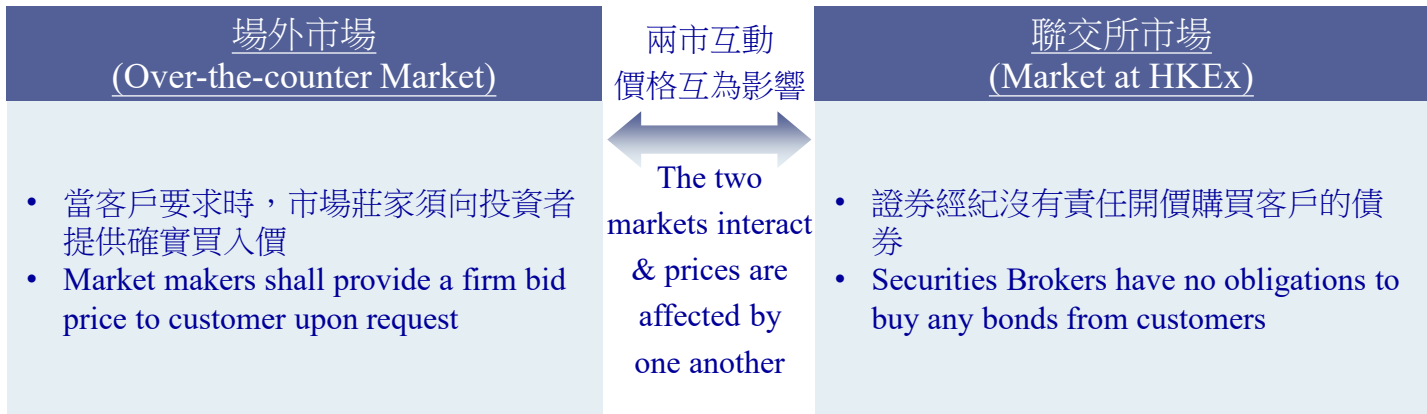 場外市場
(Over-the-counter Market)
• 當客戶要求時，市場莊家須向投資者
提供確實買入價
• Market makers shall provide a firm bid
price to customer upon request
兩市互動
價格互為影響
The two
markets interact
& prices are
affected by
one another
聯交所市場
(Market at HKEx)
• 證券經紀沒有責任開價購買客戶的債
券
• Securities Brokers have no obligations to
buy any bonds from customers